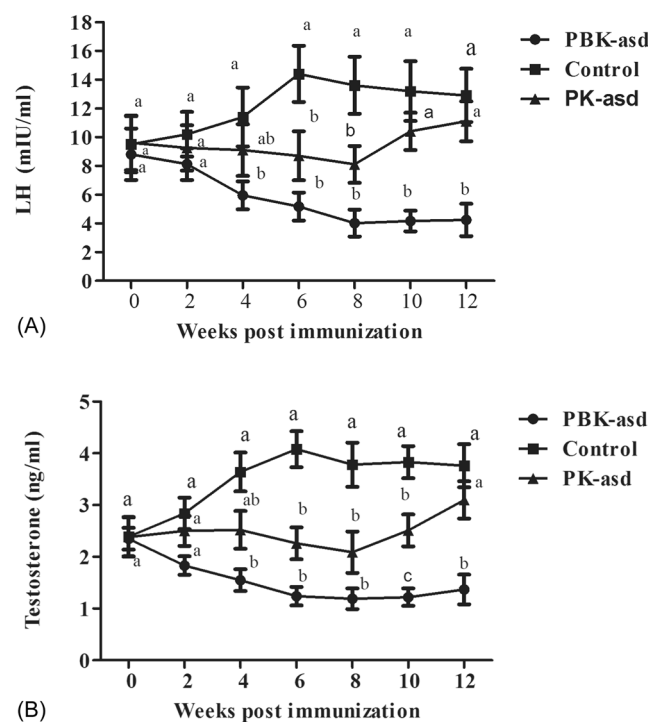 18
16
14
12
10
8
6
4
2
0
LH (mIU/ml)
a a a a a a a
a a ab b b a a
a a b b b b b
0 2 4 6 8 10 12
Weeks post immunization
PBK-asd
Control
PK-asd
(A)
5
4
3
2
1
0
Testosterone (ng/ml)
a a a a a a a
a ab b b b a
a a b b b c b
0 2 4 6 8 10 12
Weeks post immunization
PBK-asd
Control
PK-asd
(B)